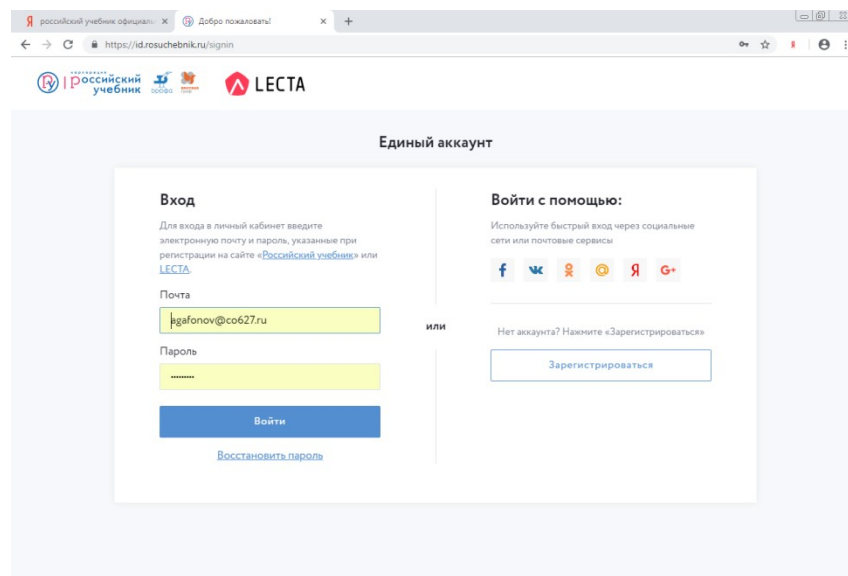 российский учебник официаль
Добро пожаловать!
https://id.rosuchebnik.ru/signin
корпорация
российский
учебник
дрофа
LECTA
Единый аккаунт
Вход
Для входа в личный кабинет введите
электронную почту и пароль, указанные при
регистрации на сайте «Российский учебник» или
LECTA.
Почта
agafonov@co627.ru
Пароль
Войти
Восстановить пароль
или
Войти с помощью:
Используйте быстрый вход через социальные
сети или почтовые сервисы
Нет аккаунта? Нажмите «Зарегистрироваться»
Зарегистрироваться